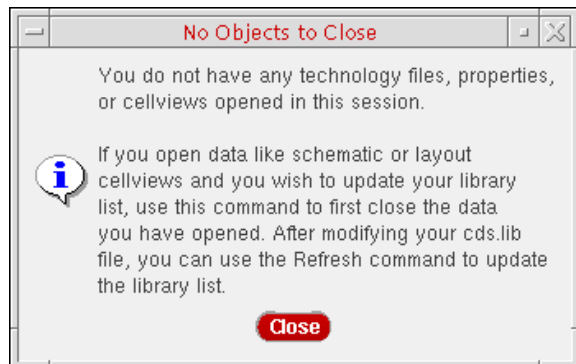 No Objects to Close
You do not have any technology files, properties,
or cellviews opened in this session.
If you open data like schematic or layout
cellviews and you wish to update your library
list, use this command to first close the data
you have opened. After modifying your cds.lib
file, you can use the Refresh command to update
the library list.
Close